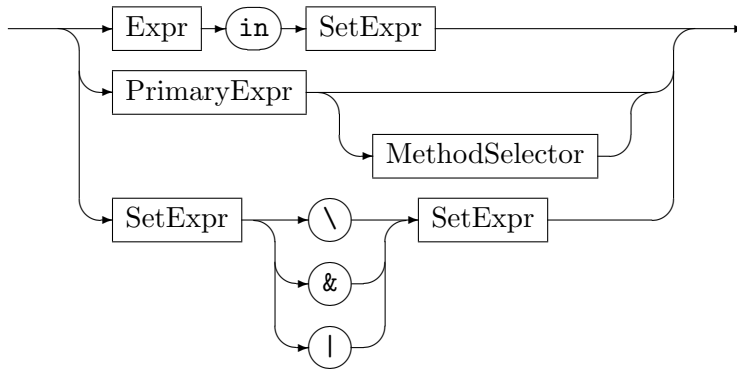 Expr in SetExpr
PrimaryExpr
MethodSelector
SetExpr \ SetExpr
&
|